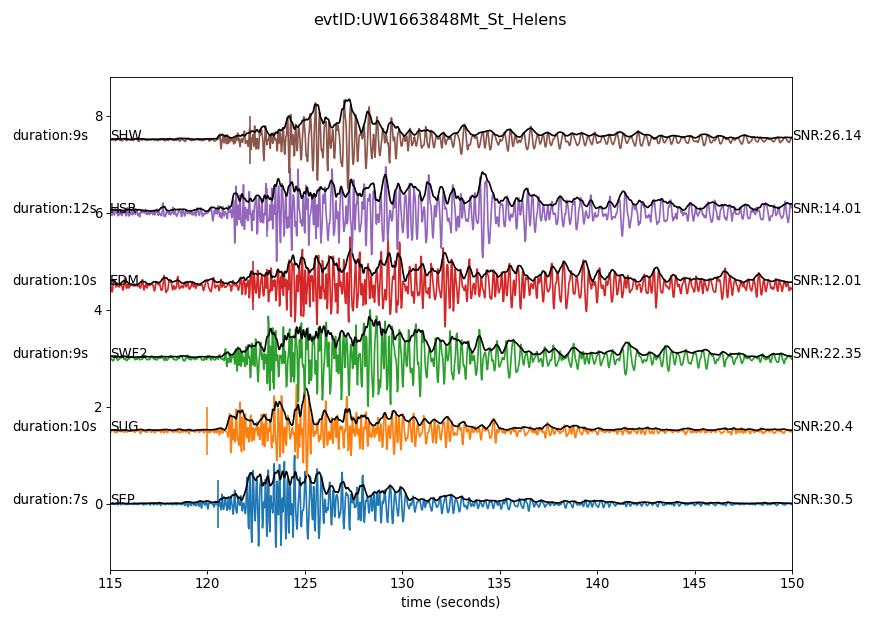 evtID:UW1663848Mt_St_Helens
8
duration:9s SHW SNR:26.14
duration:12s HSR SNR:14.01
6
duration:10s EDM SNR:12.01
4
duration:9s SWF2 SNR:22.35
2
duration:10s SUG SNR:20.4
duration:7s SEP SNR:30.5
0
115 120 125 130 135 140 145 150
time (seconds)